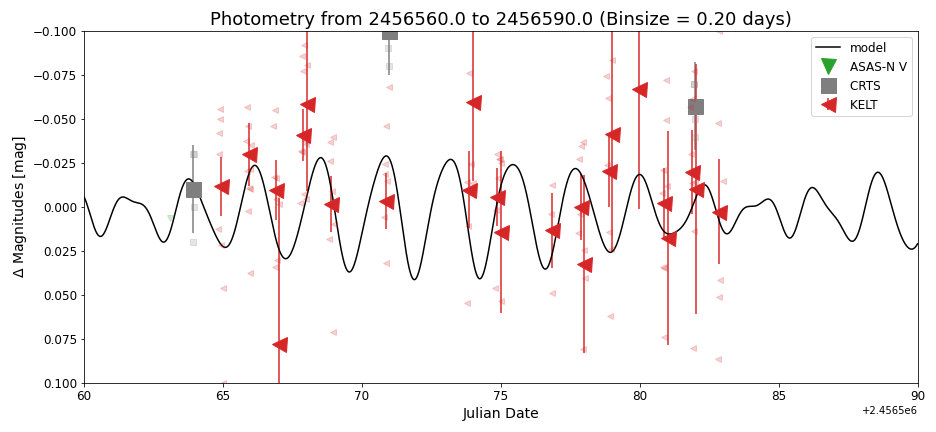 Photometry from 2456560.0 to 2456590.0 (Binsize = 0.20 days)
−0.100
−0.075
−0.050
−0.025
0.000
0.025
0.050
0.075
0.100
Δ Magnitudes [mag]
model
ASAS-N V
CRTS
KELT
60
65
70
75
80
85
90
+2.4565e6
Julian Date